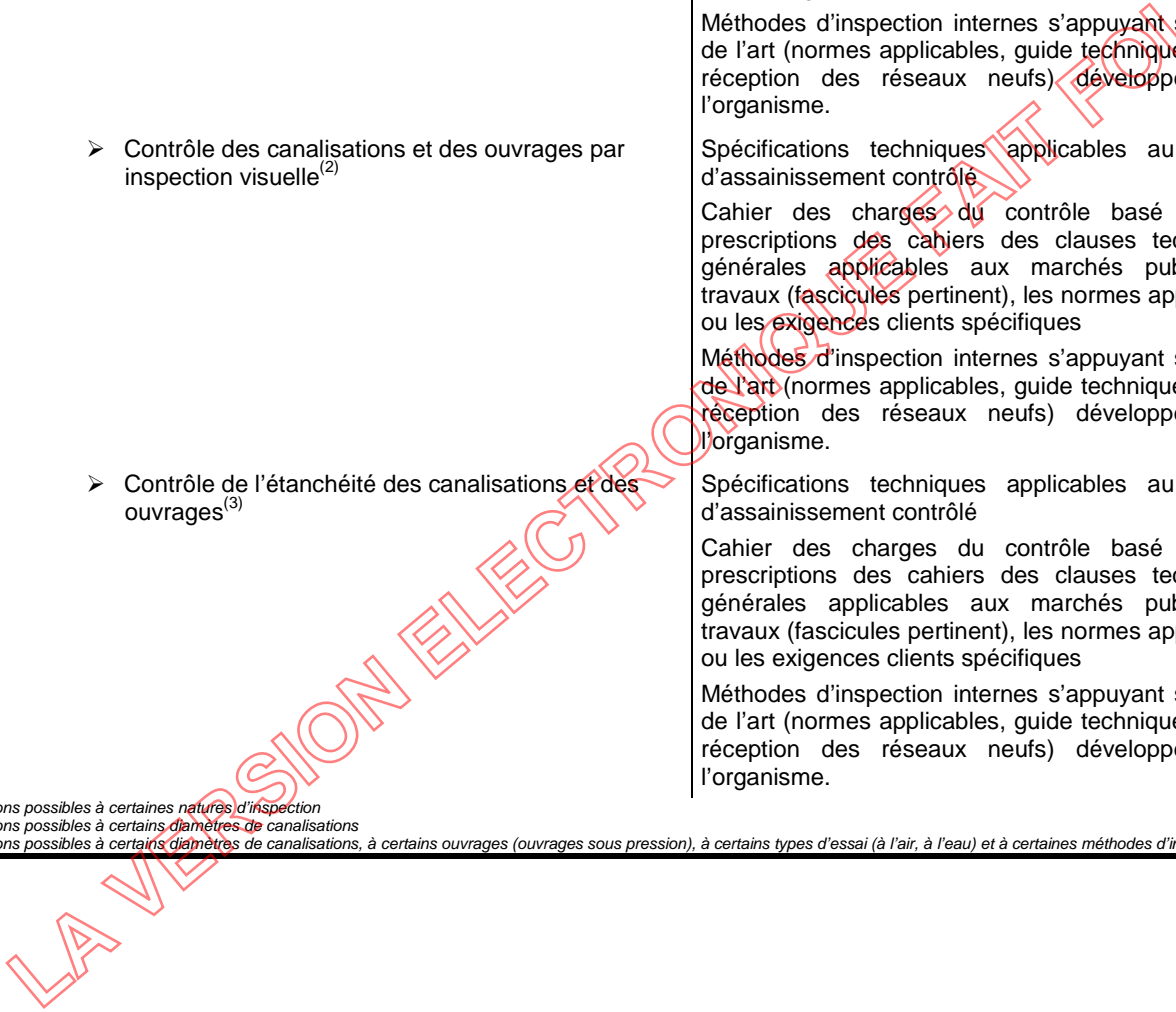 Méthodes d'inspection internes s'appuyant
de l'art (normes applicables, guide technique
réception des réseaux neufs) développ
l'organisme.
➢ Contrôle des canalisations et des ouvrages par
inspection visuelle(2)
Spécifications techniques applicables au
d'assainissement contrôlé
Cahier des charges du contrôle basé
prescriptions des cahiers des clauses te
générales applicables aux marchés pub
travaux (fascicules pertinent), les normes ap
ou les exigences clients spécifiques
Méthodes d'inspection internes s'appuyant s
de l'art (normes applicables, guide technique
réception des réseaux neufs) développe
l'organisme.
➢ Contrôle de l'étanchéité des canalisations et des
ouvrages(3)
Spécifications techniques applicables au
d'assainissement contrôlé
Cahier des charges du contrôle basé
prescriptions des cahiers des clauses te
générales applicables aux marchés pub
travaux (fascicules pertinent), les normes ap
ou les exigences clients spécifiques
Méthodes d'inspection internes s'appuyant s
de l'art (normes applicables, guide technique
réception des réseaux neufs) développe
l'organisme.
ons possibles à certaines natures d'inspection
ons possibles à certains diamètres de canalisations
ons possibles à certains diamètres de canalisations, à certains ouvrages (ouvrages sous pression), à certains types d'essai (à l'air, à l'eau) et à certaines méthodes d'in
LA VERSION ELECTRONIQUE FAIT FOI